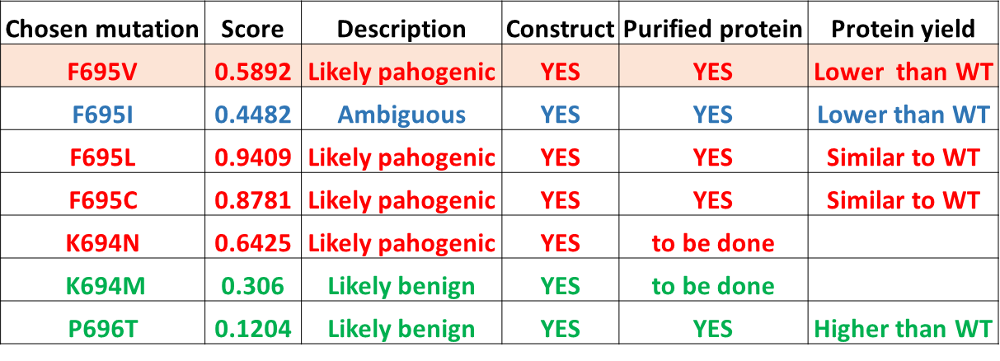 Chosen mutation Score Description Construct Purified protein Protein yield
F695V 0.5892 Likely pahogenic YES YES Lower than WT
F695I 0.4482 Ambiguous YES YES Lower than WT
F695L 0.9409 Likely pahogenic YES YES Similar to WT
F695C 0.8781 Likely pahogenic YES YES Similar to WT
K694N 0.6425 Likely pahogenic YES to be done
K694M 0.306 Likely benign YES to be done
P696T 0.1204 Likely benign YES YES Higher than WT